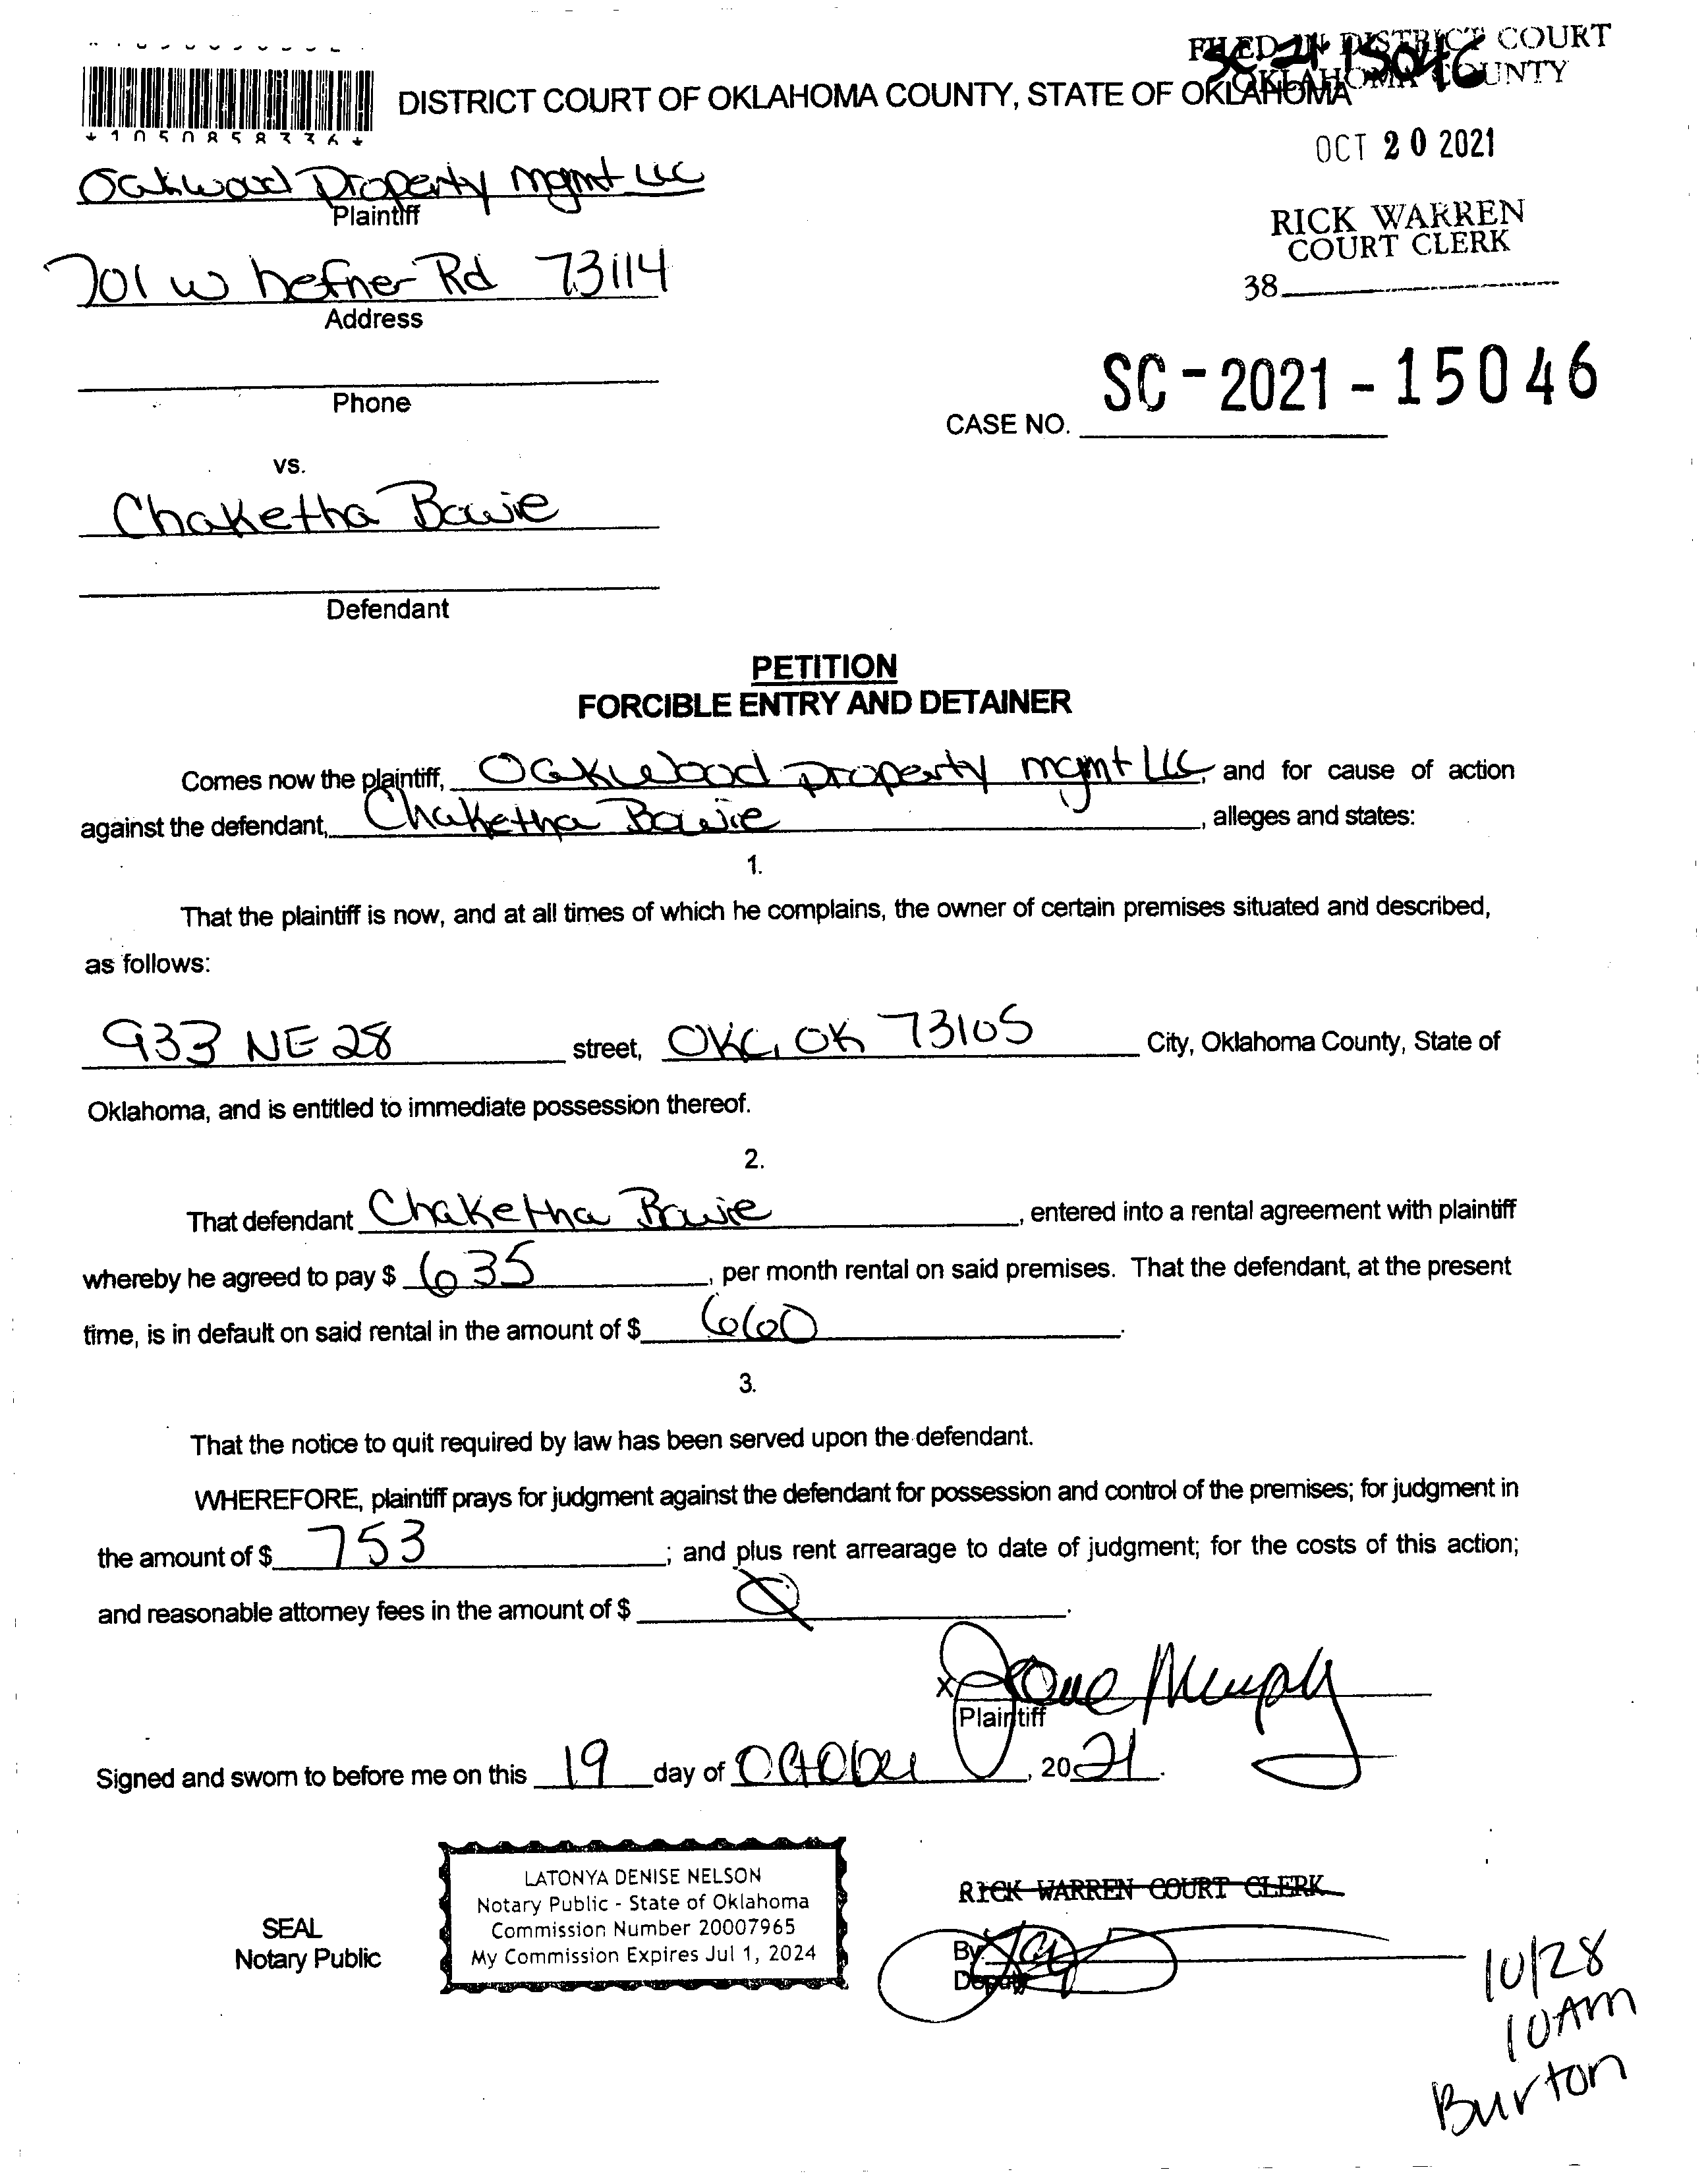 FILED IN DISTRICT COURT
OKLAHOMA COUNTY
SC-21-15046
DISTRICT COURT OF OKLAHOMA COUNTY, STATE OF OKLAHOMA
*1050858336*
OCT 20 2021
Oakwood Property mgmt LLC
Plaintiff
RICK WARREN
COURT CLERK
38
701 W hefner Rd 73114
Address
Phone
SC-2021-15046
CASE NO.
vs.
Chaketha Bowie
Defendant
PETITION
FORCIBLE ENTRY AND DETAINER
Comes now the plaintiff, Oakwood property mgmt LLC, and for cause of action
against the defendant, Chaketha Bowie, alleges and states:
1.
That the plaintiff is now, and at all times of which he complains, the owner of certain premises situated and described,
as follows:
933 NE 28 street, OKC, OK 73105 City, Oklahoma County, State of
Oklahoma, and is entitled to immediate possession thereof.
2.
That defendant Chaketha Bowie, entered into a rental agreement with plaintiff
whereby he agreed to pay $ 635, per month rental on said premises. That the defendant, at the present
time, is in default on said rental in the amount of $ 660.
3.
That the notice to quit required by law has been served upon the defendant.
WHEREFORE, plaintiff prays for judgment against the defendant for possession and control of the premises; for judgment in
the amount of $ 753; and plus rent arrearage to date of judgment; for the costs of this action;
and reasonable attorney fees in the amount of $ 0.
X Murphy
Plaintiff
Signed and sworn to before me on this 19 day of October, 2021.
LATONYA DENISE NELSON
Notary Public - State of Oklahoma
Commission Number 20007965
My Commission Expires Jul 1, 2024
SEAL
Notary Public
RICK WARREN COURT CLERK
By
Deputy
10/28
10AM
Burton